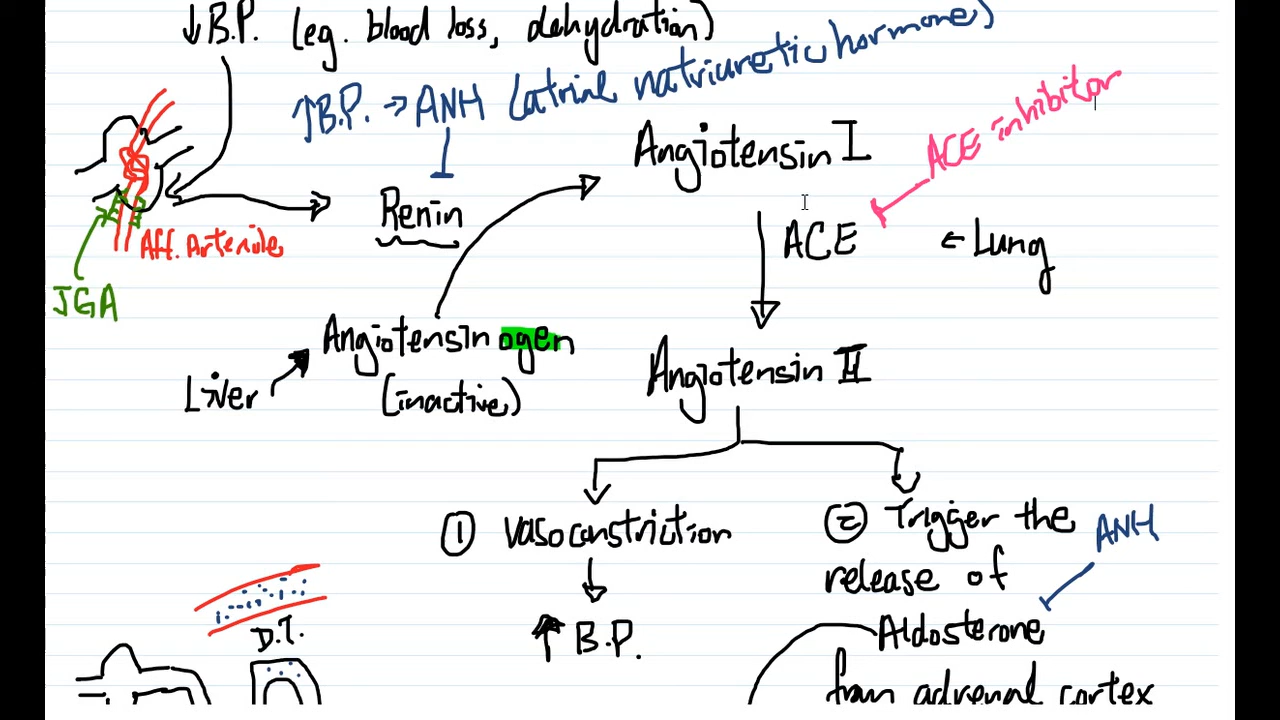 ↓B.P. (eg. blood loss, dehydration)
↑B.P. → ANH (atrial natriuretic hormone)
ACE inhibitor
Angiotensin I
Renin
Aff. Arteriole
ACE ← Lung
JGA
Angiotensinogen
(inactive)
Liver
Angiotensin II
① Vasoconstriction
② Trigger the
release of
Aldosterone
from adrenal cortex
ANH
↑ B.P.
D.T.